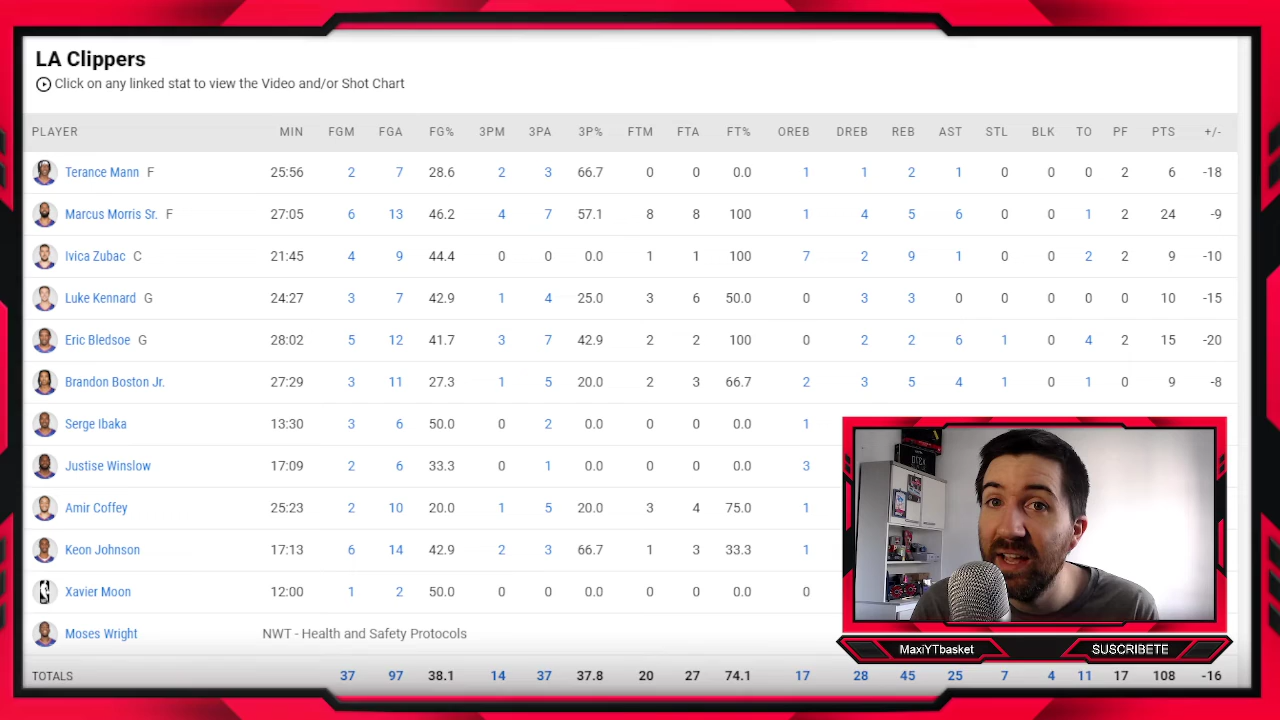 LA Clippers
Click on any linked stat to view the Video and/or Shot Chart
PLAYER MIN FGM FGA FG% 3PM 3PA 3P% FTM FTA FT% OREB DREB REB AST STL BLK TO PF PTS +/-
Terance Mann F 25:56 2 7 28.6 2 3 66.7 0 0 0.0 1 1 2 1 0 0 0 2 6 -18
Marcus Morris Sr. F 27:05 6 13 46.2 4 7 57.1 8 8 100 1 4 5 6 0 0 1 2 24 -9
Ivica Zubac C 21:45 4 9 44.4 0 0 0.0 1 1 100 7 2 9 1 0 0 2 2 9 -10
Luke Kennard G 24:27 3 7 42.9 1 4 25.0 3 6 50.0 0 3 3 0 0 0 0 0 10 -15
Eric Bledsoe G 28:02 5 12 41.7 3 7 42.9 2 2 100 0 2 2 6 1 0 4 2 15 -20
Brandon Boston Jr. 27:29 3 11 27.3 1 5 20.0 2 3 66.7 2 3 5 4 1 0 1 0 9 -8
Serge Ibaka 13:30 3 6 50.0 0 2 0.0 0 0 0.0 1
Justise Winslow 17:09 2 6 33.3 0 1 0.0 0 0 0.0 3
Amir Coffey 25:23 2 10 20.0 1 5 20.0 3 4 75.0 1
Keon Johnson 17:13 6 14 42.9 2 3 66.7 1 3 33.3 1
Xavier Moon 12:00 1 2 50.0 0 0 0.0 0 0 0.0 0
Moses Wright NWT - Health and Safety Protocols
TOTALS 37 97 38.1 14 37 37.8 20 27 74.1 17 28 45 25 7 4 11 17 108 -16
MaxiYTbasket
SUSCRIBETE